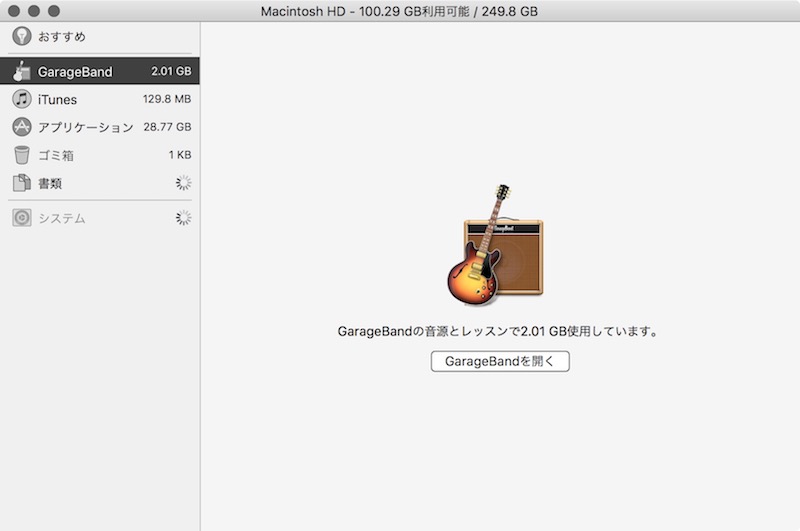 Macintosh HD - 100.29 GB利用可能 / 249.8 GB
おすすめ
GarageBand 2.01 GB
iTunes 129.8 MB
アプリケーション 28.77 GB
ゴミ箱 1 KB
書類
システム
GarageBandの音源とレッスンで2.01 GB使用しています。
GarageBandを開く